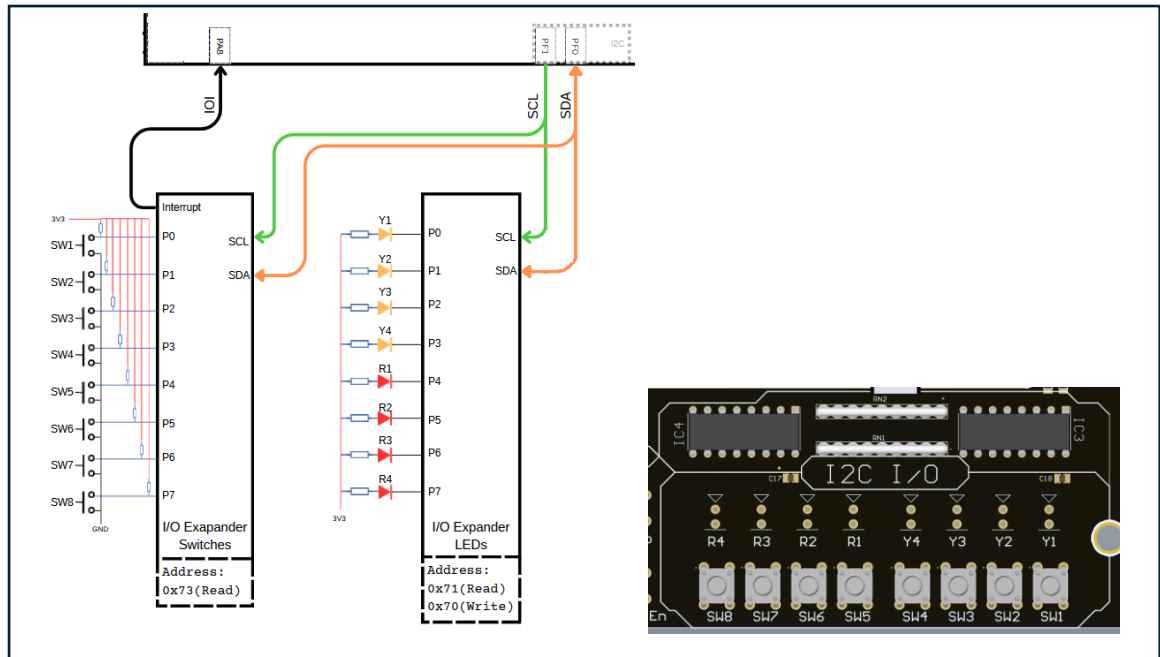 PA8
PF1
PF0
I2C
IOI
SCL
SDA
Interrupt
3V3
SW1
SW2
SW3
SW4
SW5
SW6
SW7
SW8
GND
P0
P1
P2
P3
P4
P5
P6
P7
SCL
SDA
I/O Exapander
Switches
Address:
0x73(Read)
Y1
Y2
Y3
Y4
R1
R2
R3
R4
3V3
P0
P1
P2
P3
P4
P5
P6
P7
SCL
SDA
I/O Expander
LEDs
Address:
0x71(Read)
0x70(Write)
RN2
IC4
IC3
RN1
I2C I/O
C17
C18
R4 R3 R2 R1 Y4 Y3 Y2 Y1
En SW8 SW7 SW6 SW5 SW4 SW3 SW2 SW1